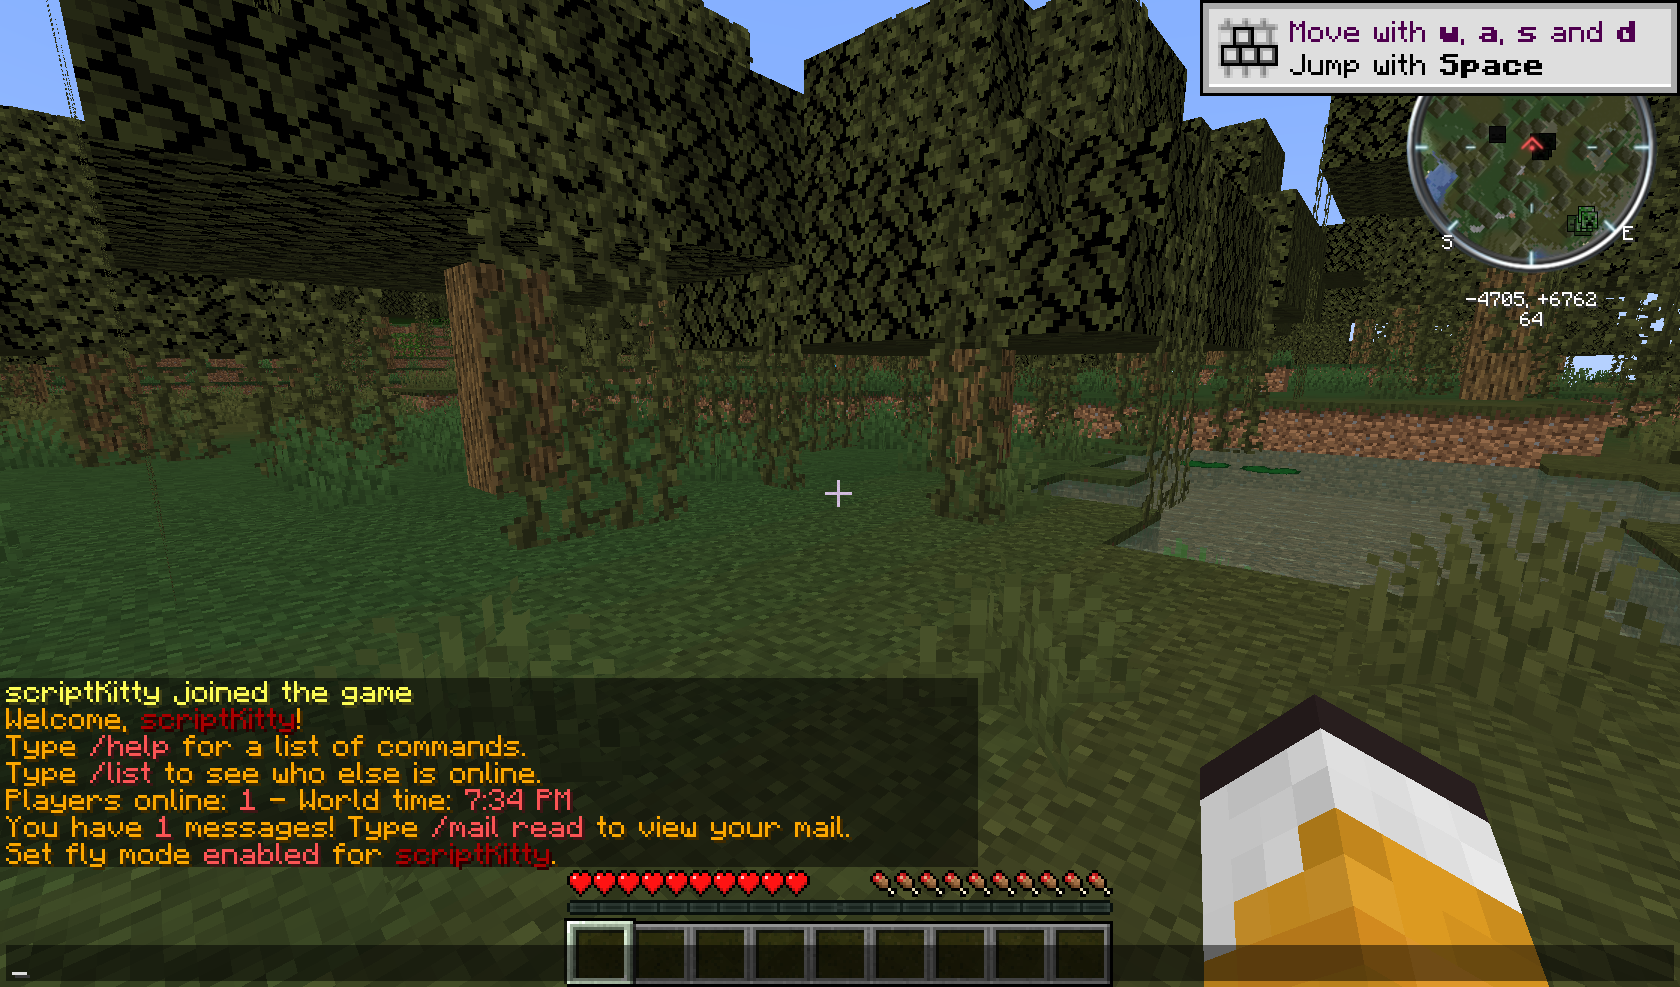 Move with w, a, s and d
Jump with Space
S
E
-4705, +6762
64
scriptKitty joined the game
Welcome, scriptKitty!
Type /help for a list of commands.
Type /list to see who else is online.
Players online: 1 - World time: 7:34 PM
You have 1 messages! Type /mail read to view your mail.
Set fly mode enabled for scriptKitty.
_